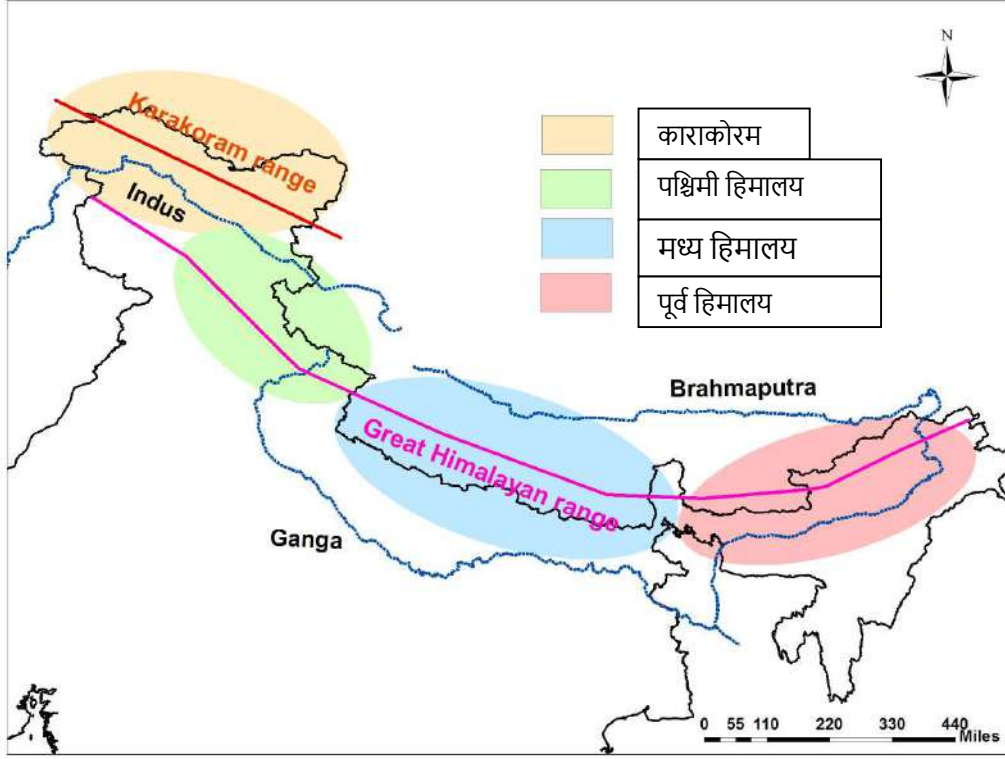 N
Karakoram range
काराकोरम
पश्चिमी हिमालय
Indus
मध्य हिमालय
पूर्व हिमालय
Brahmaputra
Great Himalayan range
Ganga
0 55 110 220 330 440
Miles